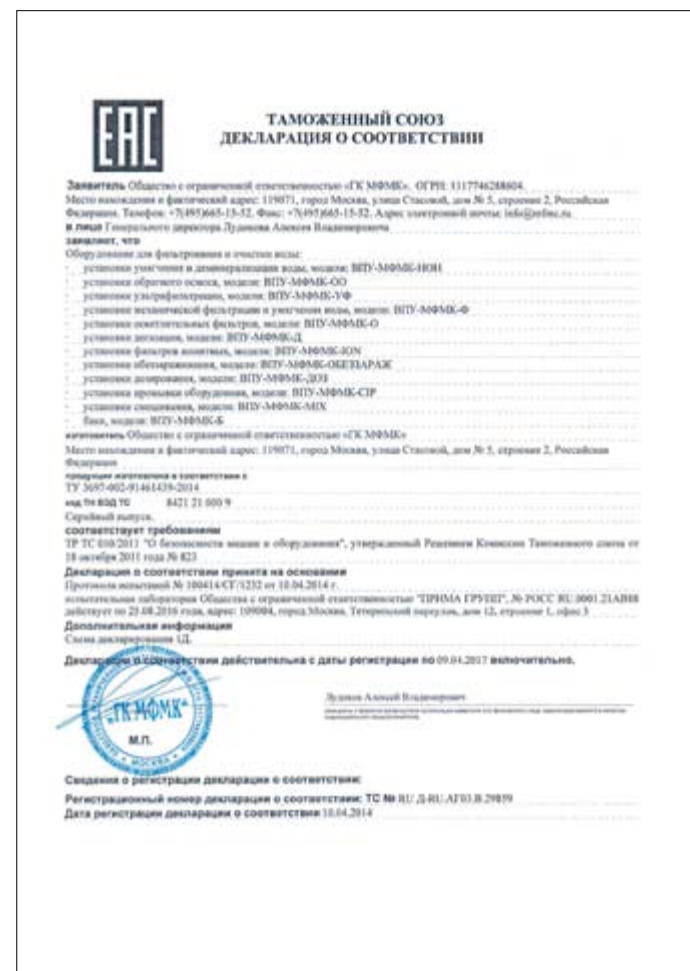 ЕАС
ТАМОЖЕННЫЙ СОЮЗ
ДЕКЛАРАЦИЯ О СООТВЕТСТВИИ
Заявитель Общество с ограниченной ответственностью «ГК МФМК». ОГРН: 1117746288604.
Место нахождения и фактический адрес: 119071, город Москва, улица Стасовой, дом № 5, строение 2, Российская
Федерация. Телефон: +7(495)665-15-52. Факс: +7(495)665-15-52. Адрес электронной почты: info@mfmc.ru
в лице Генерального директора Лудикова Алексея Владимировича
заявляет, что
Оборудование для фильтрования и очистки воды:
- установки умягчения и деминерализации воды, модели: ВПУ-МФМК-ИОН
- установки обратного осмоса, модели: ВПУ-МФМК-ОО
- установки ультрафильтрации, модели: ВПУ-МФМК-УФ
- установки механической фильтрации и умягчения воды, модели: ВПУ-МФМК-Ф
- установки осветлительных фильтров, модели: ВПУ-МФМК-О
- установки дегазации, модели: ВПУ-МФМК-Д
- установки фильтров ионитных, модели: ВПУ-МФМК-ION
- установки обеззараживания, модели: ВПУ-МФМК-ОБЕЗЗАРАЖ
- установки дозирования, модели: ВПУ-МФМК-ДОЗ
- установки промывки оборудования, модели: ВПУ-МФМК-CIP
- установки смешивания, модели: ВПУ-МФМК-MIX
- баки, модели: ВПУ-МФМК-Б
изготовитель Общество с ограниченной ответственностью «ГК МФМК»
Место нахождения и фактический адрес: 119071, город Москва, улица Стасовой, дом № 5, строение 2, Российская
Федерация
продукция изготовлена в соответствии с
ТУ 3697-002-91461439-2014
код ТН ВЭД ТС 8421 21 000 9
Серийный выпуск.
соответствует требованиям
ТР ТС 010/2011 "О безопасности машин и оборудования", утвержденный Решением Комиссии Таможенного союза от
18 октября 2011 года № 823
Декларация о соответствии принята на основании
Протокола испытаний № 100414/СГ/1232 от 10.04.2014 г.
испытательная лаборатория Общества с ограниченной ответственностью "ПРИМА ГРУПП", № РОСС RU.0001.21АВ88
действует по 25.08.2016 года, адрес: 109004, город Москва, Тетеринский переулок, дом 12, строение 1, офис 3
Дополнительная информация
Схема декларирования 1Д.
Декларация о соответствии действительна с даты регистрации по 09.04.2017 включительно.
"ГК МФМК"
М.П.
МОСКВА
Лудиков Алексей Владимирович
Сведения о регистрации декларации о соответствии:
Регистрационный номер декларации о соответствии: ТС № RU Д-RU.АГ03.В.29859
Дата регистрации декларации о соответствии 10.04.2014